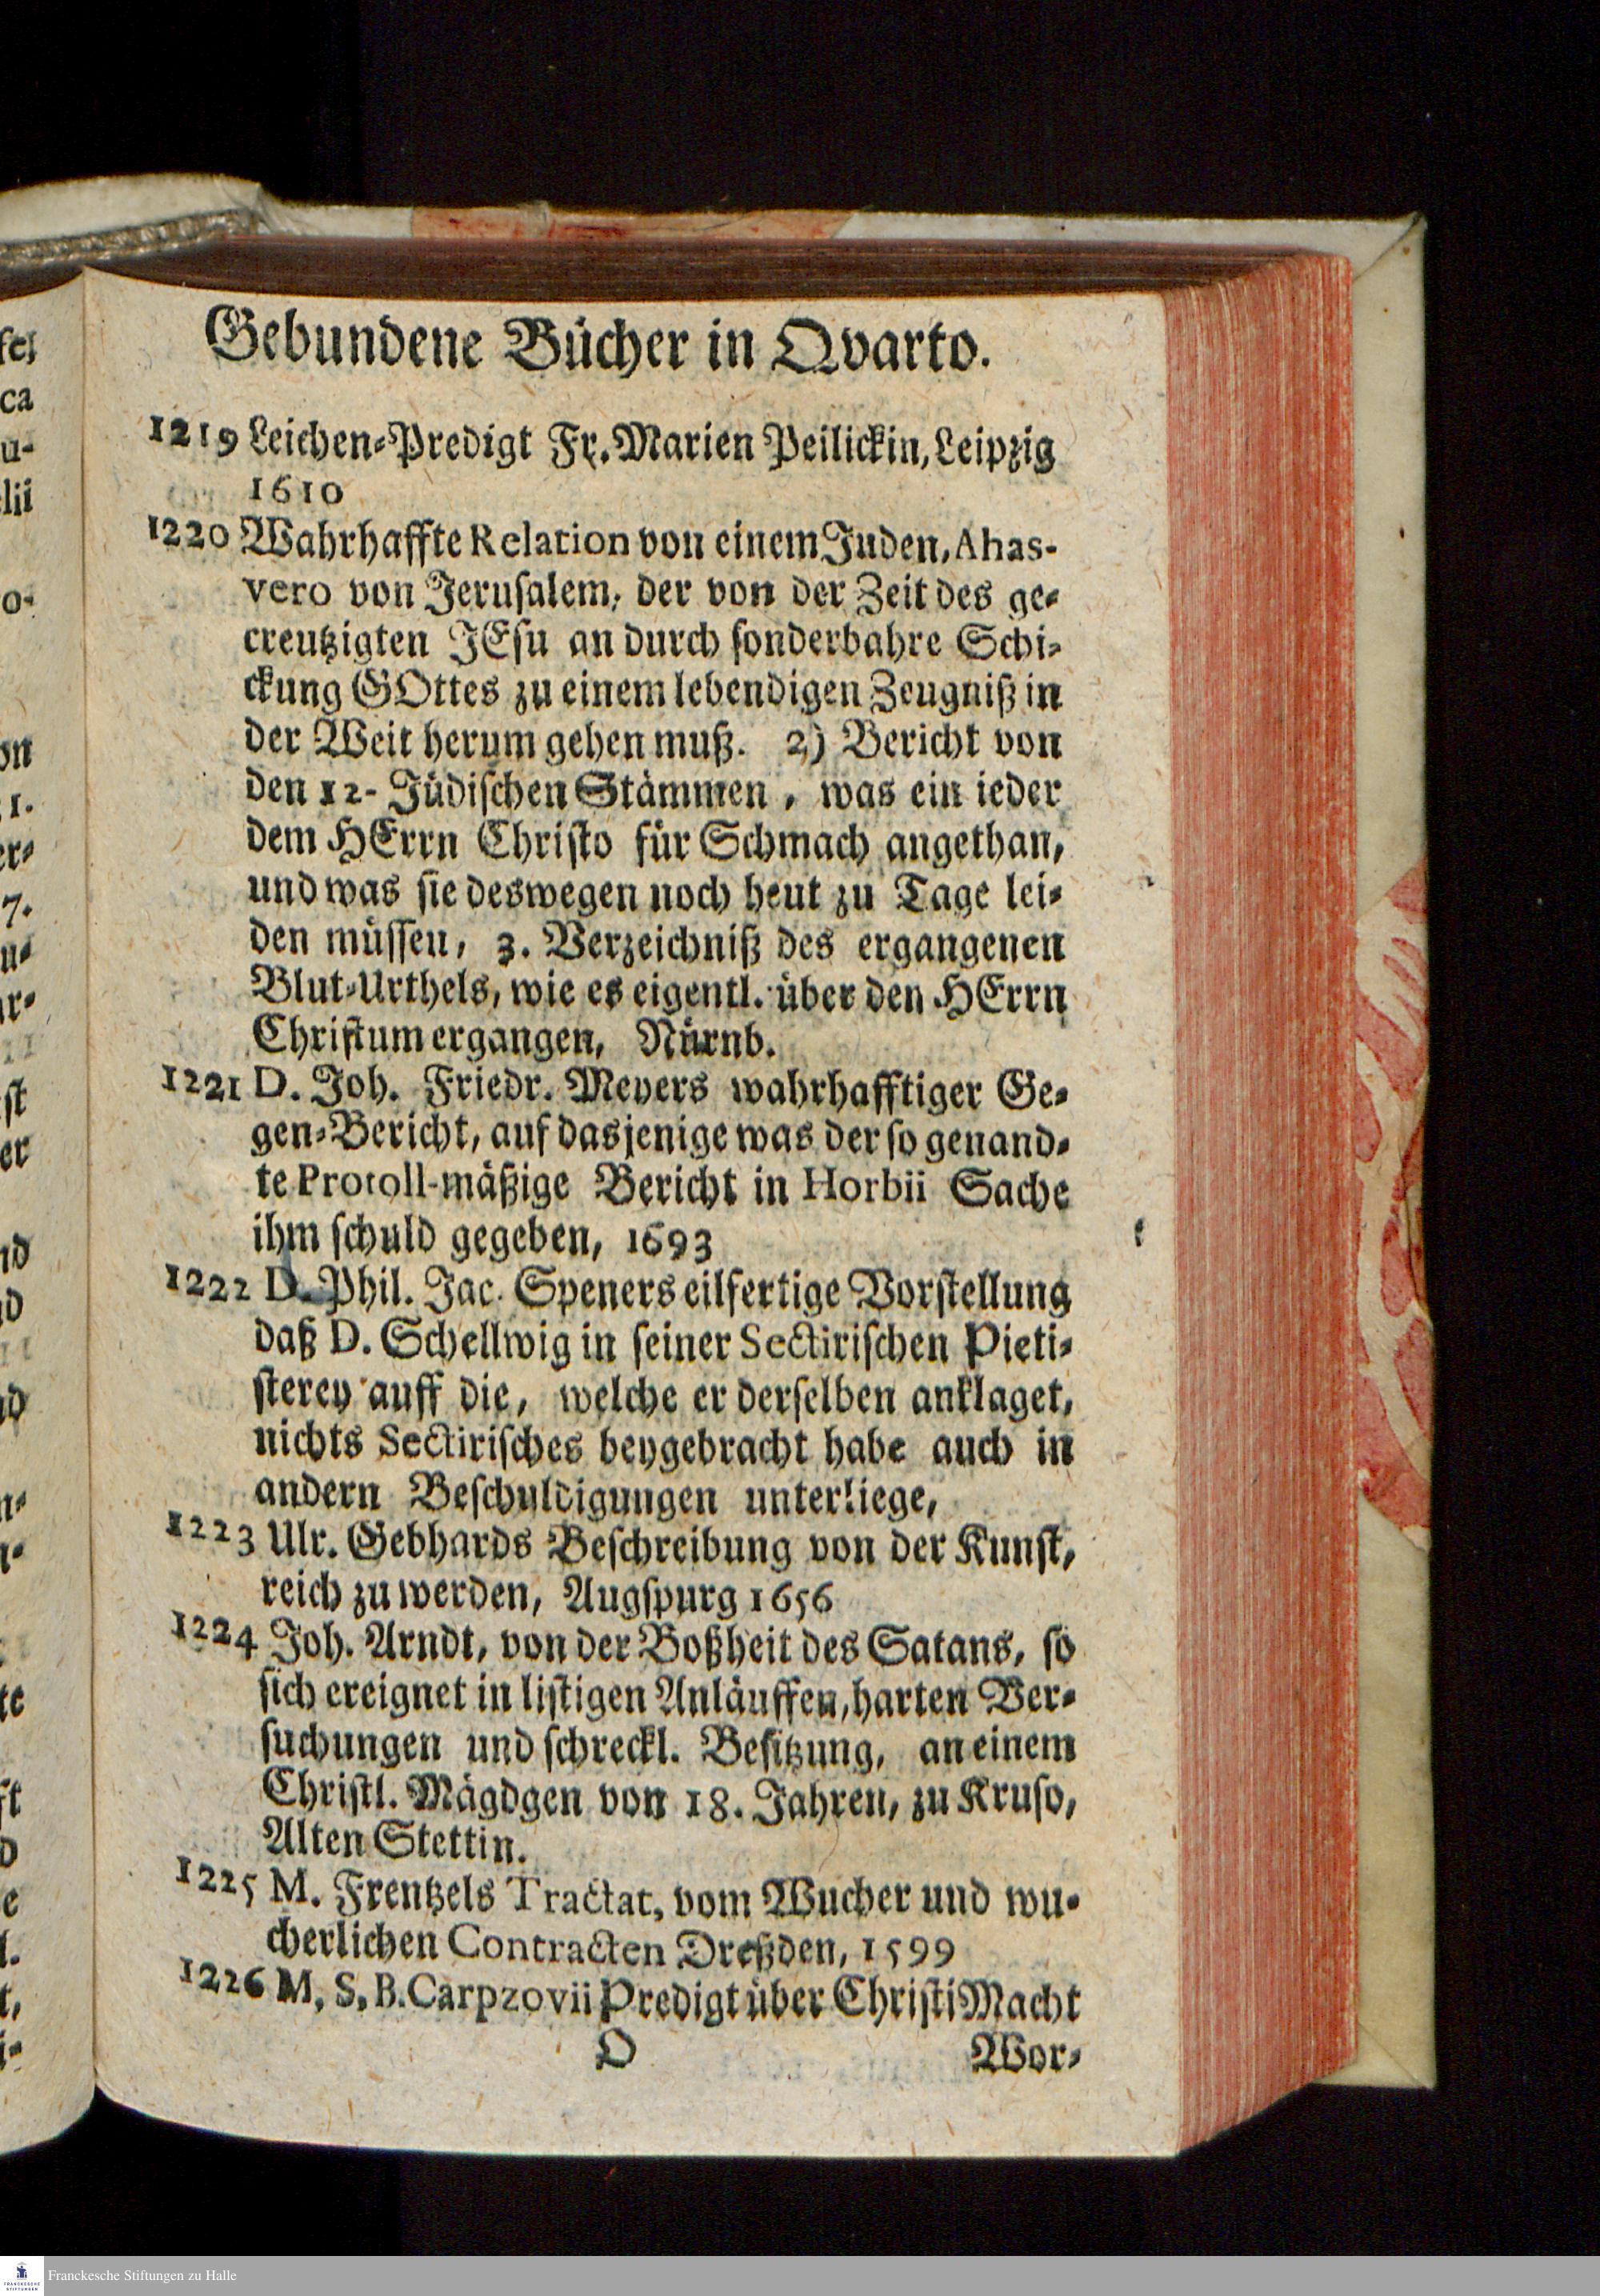 Gebundene Bücher in Qvarto.
1219 Leichen-Predigt Fr. Marien Peilickin, Leipzig
1610
1220 Wahrhaffte Relation von einem Juden, Ahas-
vero von Jerusalem, der von der Zeit des ge-
creutzigten JEsu an durch sonderbahre Schi-
ckung GOttes zu einem lebendigen Zeugniß in
der Weit herum gehen muß. 2) Bericht von
den 12- Jüdischen Stämmen, was ein ieder
dem HErrn Christo für Schmach angethan,
und was sie deswegen noch heut zu Tage lei-
den müssen, 3. Verzeichniß des ergangenen
Blut-Urthels, wie es eigentl. über den HErrn
Christum ergangen, Nürnb.
1221 D. Joh. Friedr. Meyers wahrhafftiger Ge-
gen-Bericht, auf dasjenige was der so genand-
te Protoll-mäßige Bericht in Horbii Sache
ihm schuld gegeben, 1693
1222 D. Phil. Jac. Speners eilfertige Vorstellung
daß D. Schellwig in seiner Sectirischen Pieti-
sterey auff die, welche er derselben anklaget,
nichts Sectirisches beygebracht habe auch in
andern Beschuldigungen unterliege,
1223 Ulr. Gebhards Beschreibung von der Kunst,
reich zu werden, Augspurg 1656
1224 Joh. Arndt, von der Boßheit des Satans, so
sich ereignet in listigen Anläuffen, harten Ver-
suchungen und schreckl. Besitzung, an einem
Christl. Mägdgen von 18. Jahren, zu Kruso,
Alten Stettin.
1225 M. Frentzels Tractat, vom Wucher und wu-
cherlichen Contracten Dreßden, 1599
1226 M, S, B. Carpzovii Predigt über Christi Macht
O
Wor-
Franckesche Stiftungen zu Halle